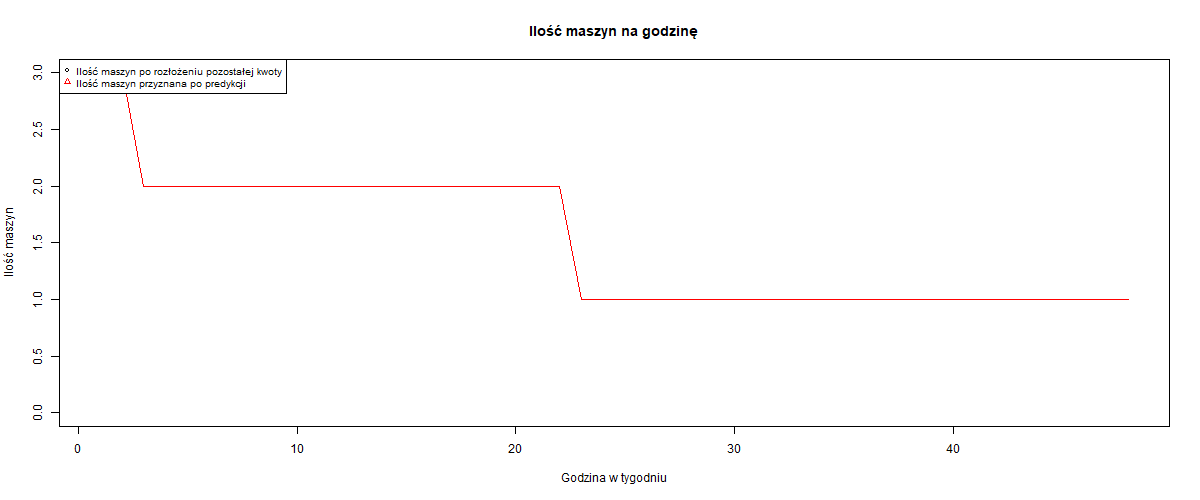 Ilość maszyn na godzinę
Ilość maszyn po rozłożeniu pozostałej kwoty
Ilość maszyn przyznana po predykcji
Ilość maszyn
3.0
2.5
2.0
1.5
1.0
0.5
0.0
0 10 20 30 40
Godzina w tygodniu